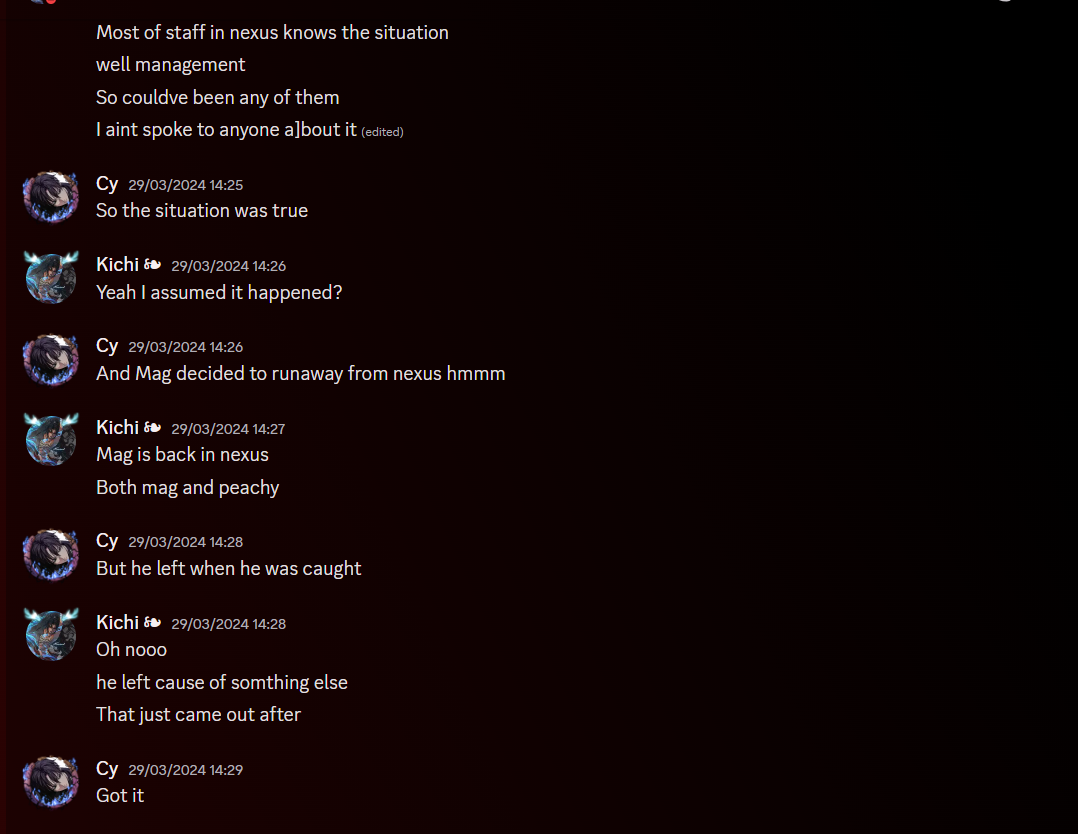 Most of staff in nexus knows the situation
well management
So couldve been any of them
I aint spoke to anyone a]bout it (edited)
Cy 29/03/2024 14:25
So the situation was true
Kichi 29/03/2024 14:26
Yeah I assumed it happened?
Cy 29/03/2024 14:26
And Mag decided to runaway from nexus hmmm
Kichi 29/03/2024 14:27
Mag is back in nexus
Both mag and peachy
Cy 29/03/2024 14:28
But he left when he was caught
Kichi 29/03/2024 14:28
Oh nooo
he left cause of somthing else
That just came out after
Cy 29/03/2024 14:29
Got it